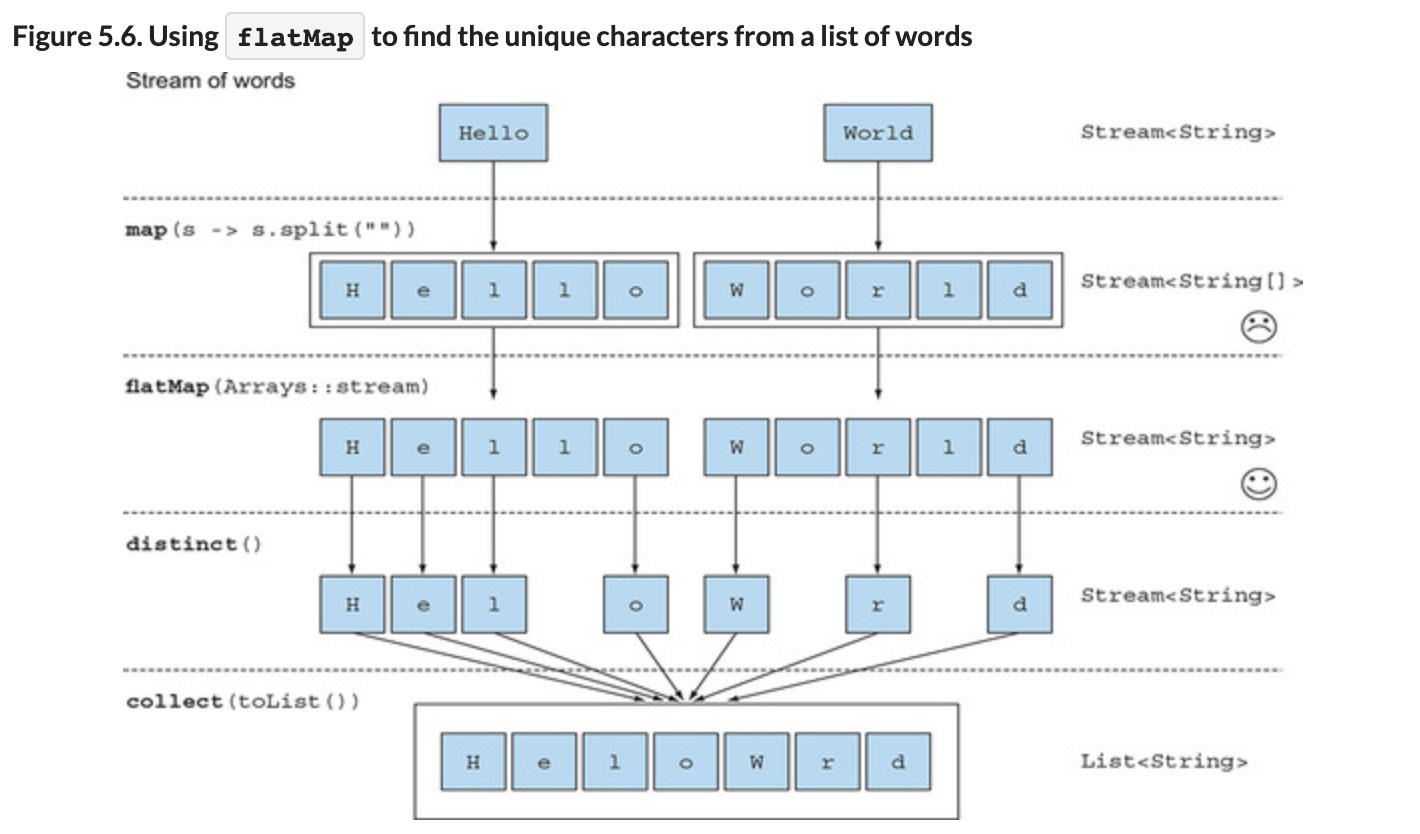 Figure 5.6. Using flatMap to find the unique characters from a list of words
Stream of words
Hello World Stream<String>
map(s -> s.split(""))
H e l l o W o r l d Stream<String[]>
flatMap(Arrays::stream)
H e l l o W o r l d Stream<String>
distinct()
H e l o W r d Stream<String>
collect(toList())
H e l o W r d List<String>